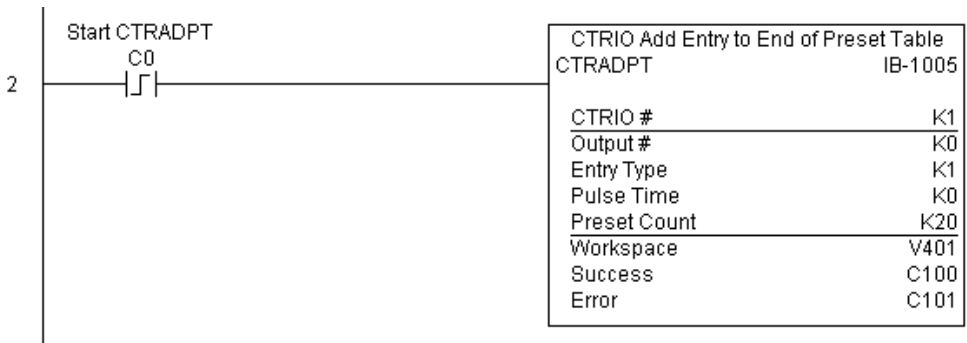 Start CTRADPT
C0
2
CTRIO Add Entry to End of Preset Table
CTRADPT IB-1005
CTRIO # K1
Output # K0
Entry Type K1
Pulse Time K0
Preset Count K20
Workspace V401
Success C100
Error C101